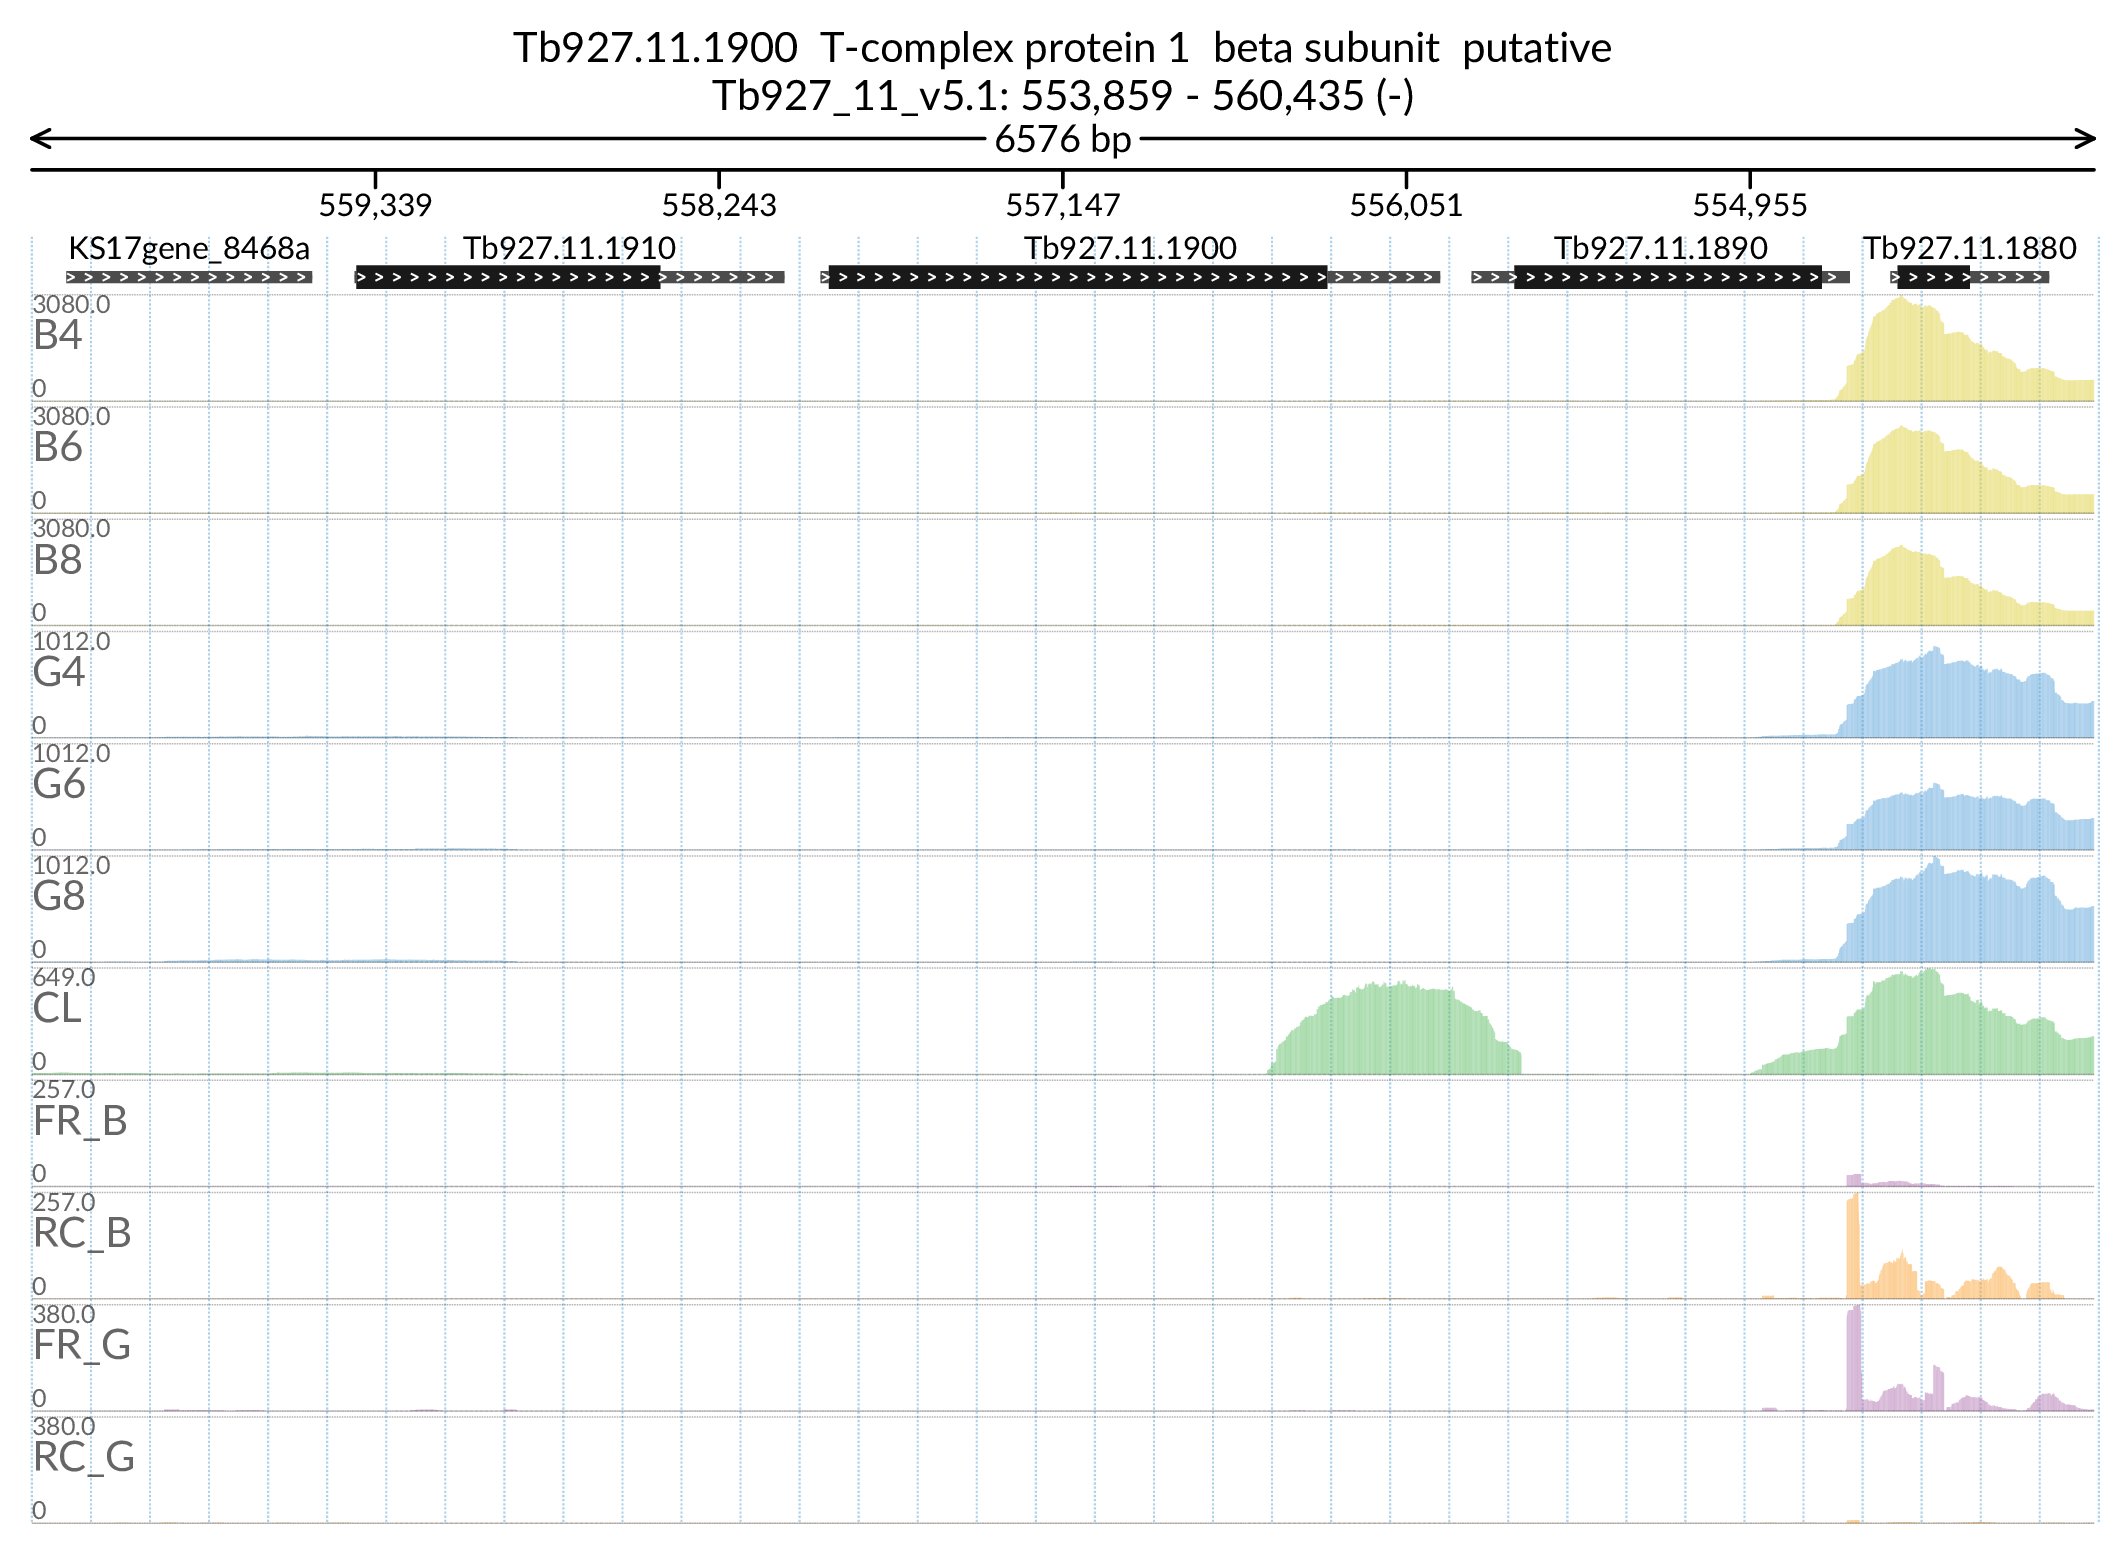 Tb927.11.1900  T-complex protein 1  beta subunit  putative
Tb927_11_v5.1: 553,859 - 560,435 (-)
6576 bp
559,339 558,243 557,147 556,051 554,955
KS17gene_8468a Tb927.11.1910 Tb927.11.1900 Tb927.11.1890 Tb927.11.1880
3080.0
B4
0
3080.0
B6
0
3080.0
B8
0
1012.0
G4
0
1012.0
G6
0
1012.0
G8
0
649.0
CL
0
257.0
FR_B
0
257.0
RC_B
0
380.0
FR_G
0
380.0
RC_G
0